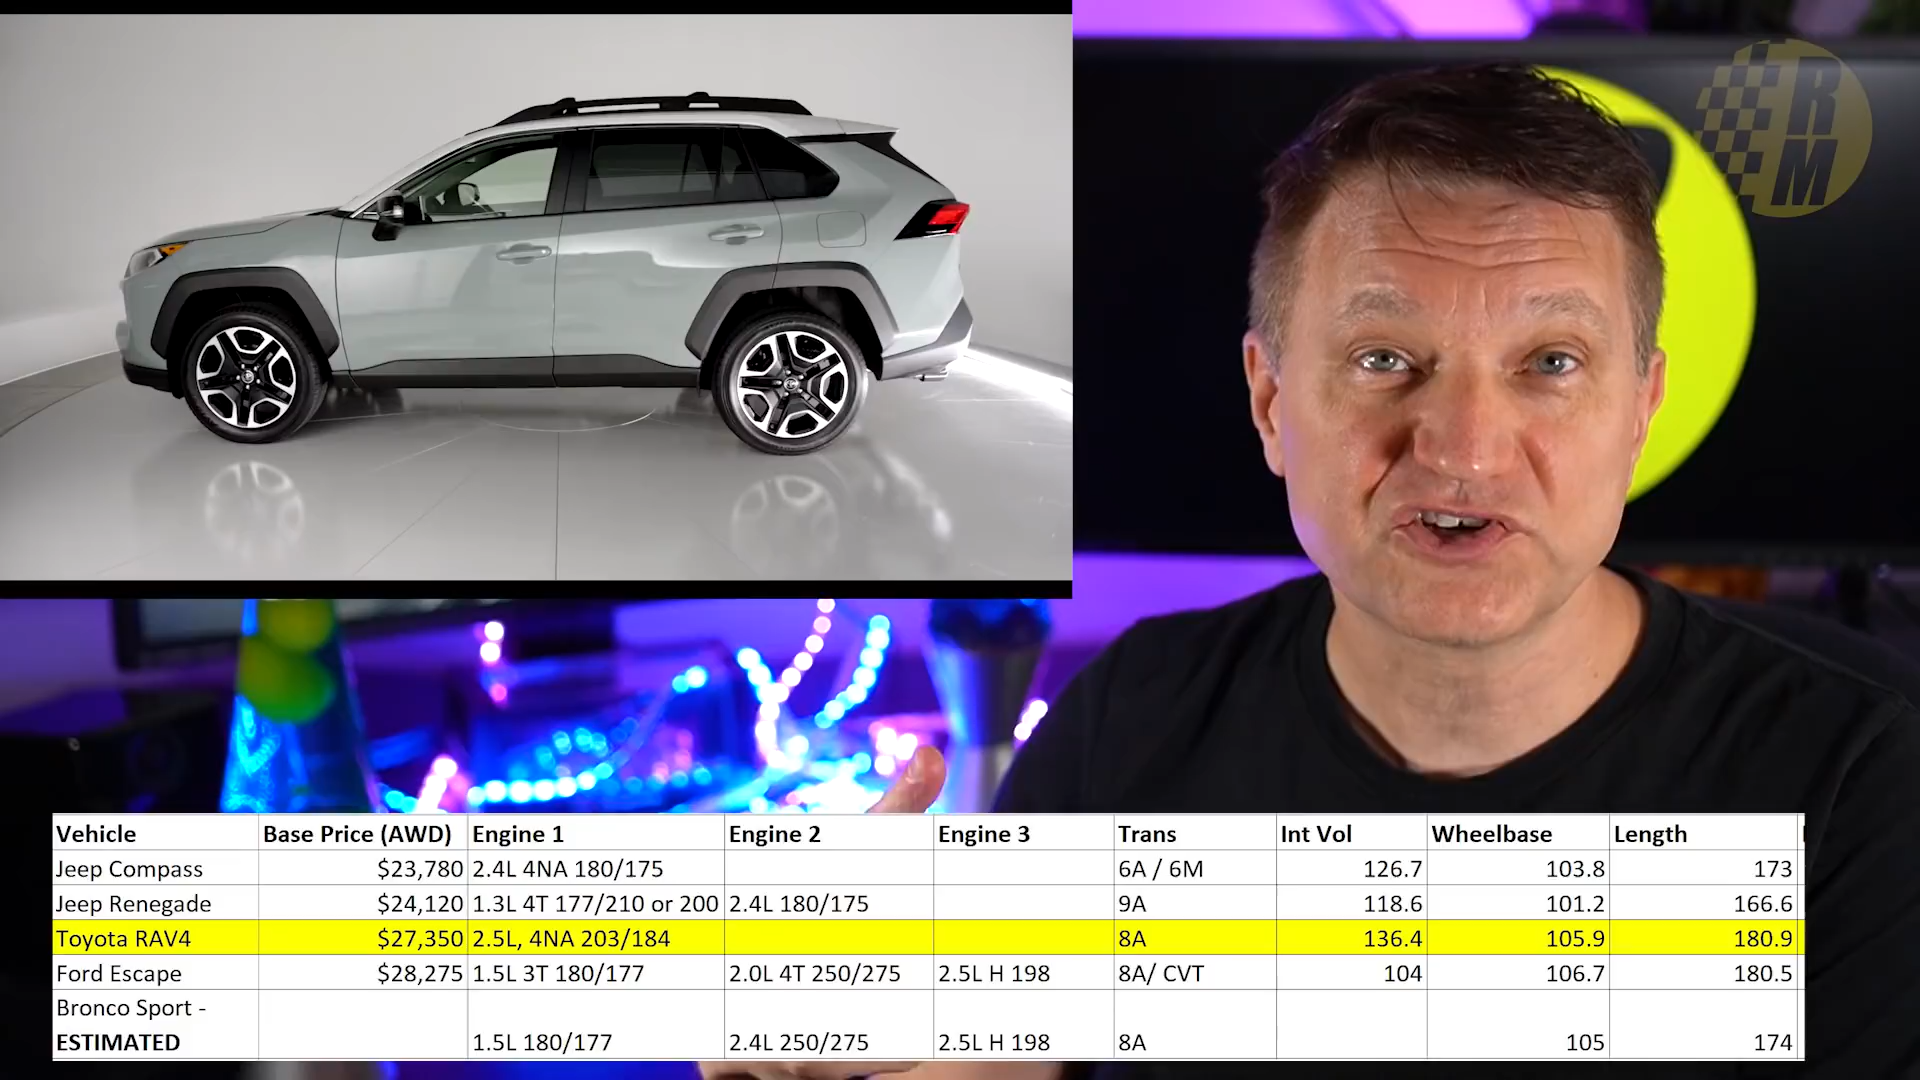 RM
Vehicle Base Price (AWD) Engine 1 Engine 2 Engine 3 Trans Int Vol Wheelbase Length
Jeep Compass $23,780 2.4L 4NA 180/175 6A / 6M 126.7 103.8 173
Jeep Renegade $24,120 1.3L 4T 177/210 or 200 2.4L 180/175 9A 118.6 101.2 166.6
Toyota RAV4 $27,350 2.5L, 4NA 203/184 8A 136.4 105.9 180.9
Ford Escape $28,275 1.5L 3T 180/177 2.0L 4T 250/275 2.5L H 198 8A/ CVT 104 106.7 180.5
Bronco Sport -
ESTIMATED 1.5L 180/177 2.4L 250/275 2.5L H 198 8A 105 174